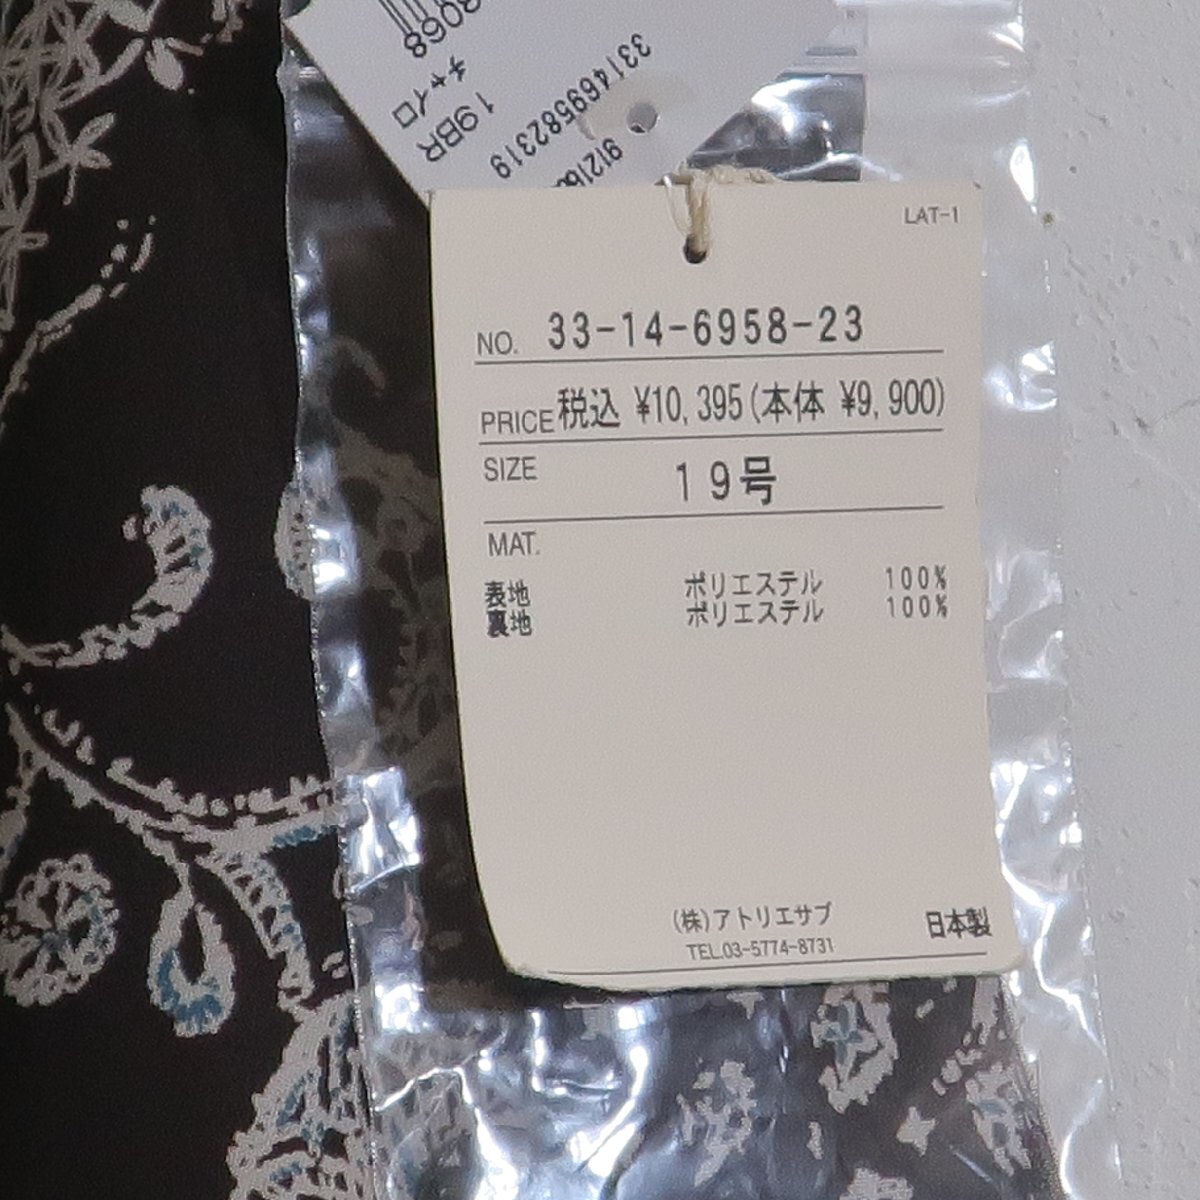 8068
チャイロ
19BR
331469582319
LAT-1
NO. 33-14-6958-23
PRICE 税込 ¥10,395(本体 ¥9,900)
SIZE 19号
MAT.
表地 ポリエステル 100%
裏地 ポリエステル 100%
(株)アトリエサブ
TEL.03-5774-8731
日本製